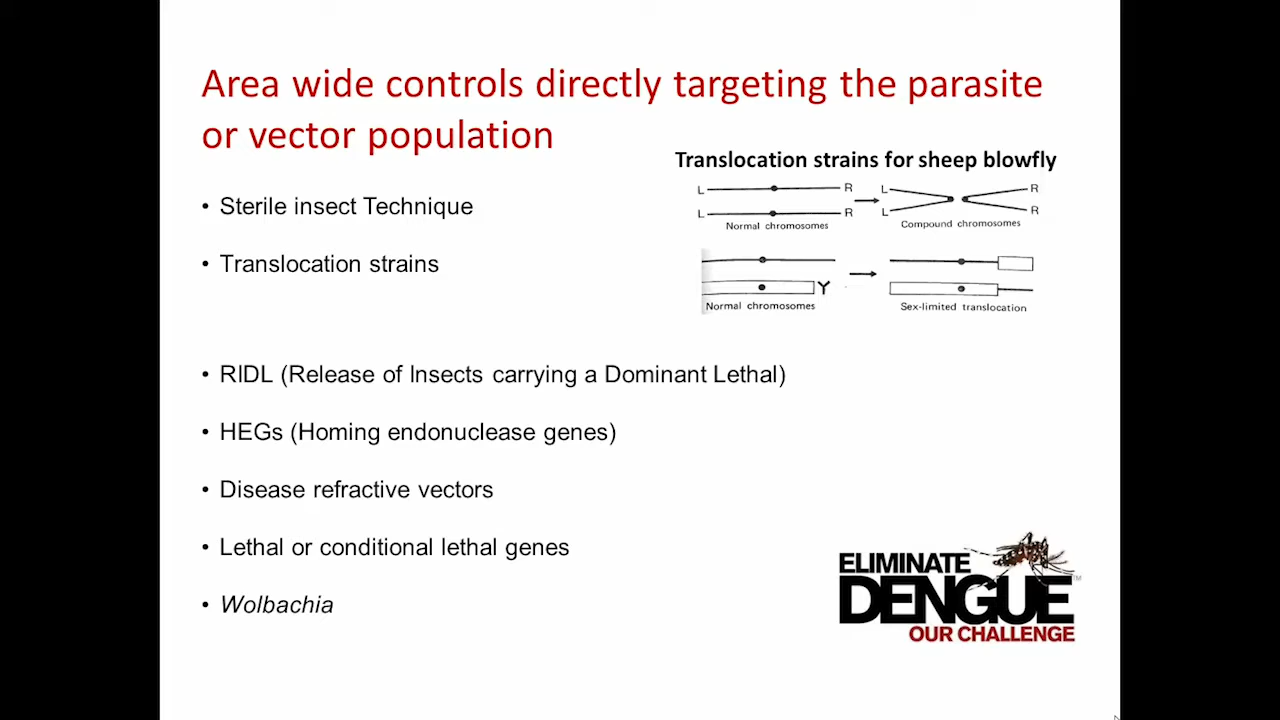 Area wide controls directly targeting the parasite
or vector population
Translocation strains for sheep blowfly
• Sterile insect Technique
• Translocation strains
L R L R
L R L R
Normal chromosomes Compound chromosomes
Y
Normal chromosomes Sex-limited translocation
• RIDL (Release of Insects carrying a Dominant Lethal)
• HEGs (Homing endonuclease genes)
• Disease refractive vectors
• Lethal or conditional lethal genes
• Wolbachia
ELIMINATE
DENGUE™
OUR CHALLENGE